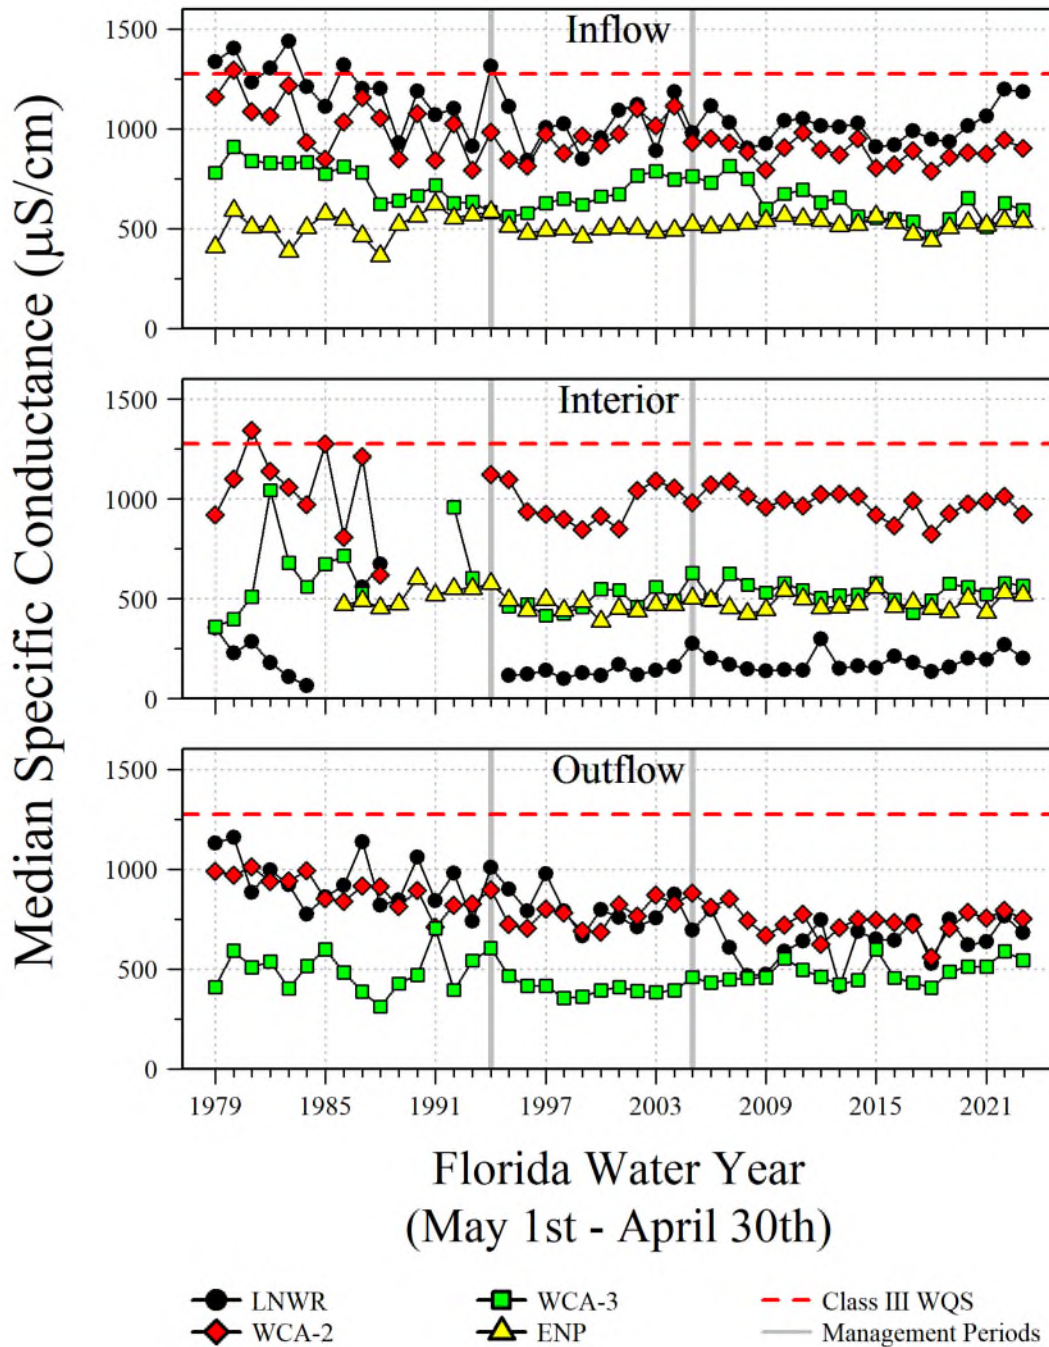 Median Specific Conductance (µS/cm)
Inflow
1500
1000
500
0
Interior
1500
1000
500
0
Outflow
1500
1000
500
0
1979 1985 1991 1997 2003 2009 2015 2021
Florida Water Year
(May 1st - April 30th)
LNWR WCA-3 Class III WQS
WCA-2 ENP Management Periods